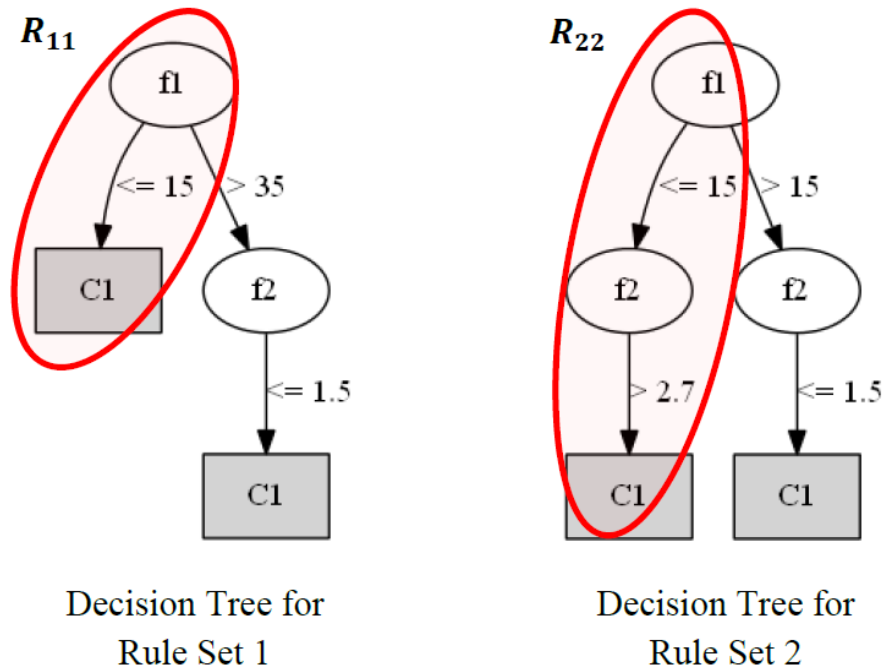 R₁₁
f1
<= 15
> 35
C1
f2
<= 1.5
C1
Decision Tree for
Rule Set 1
R₂₂
f1
<= 15
> 15
f2
f2
> 2.7
<= 1.5
C1
C1
Decision Tree for
Rule Set 2